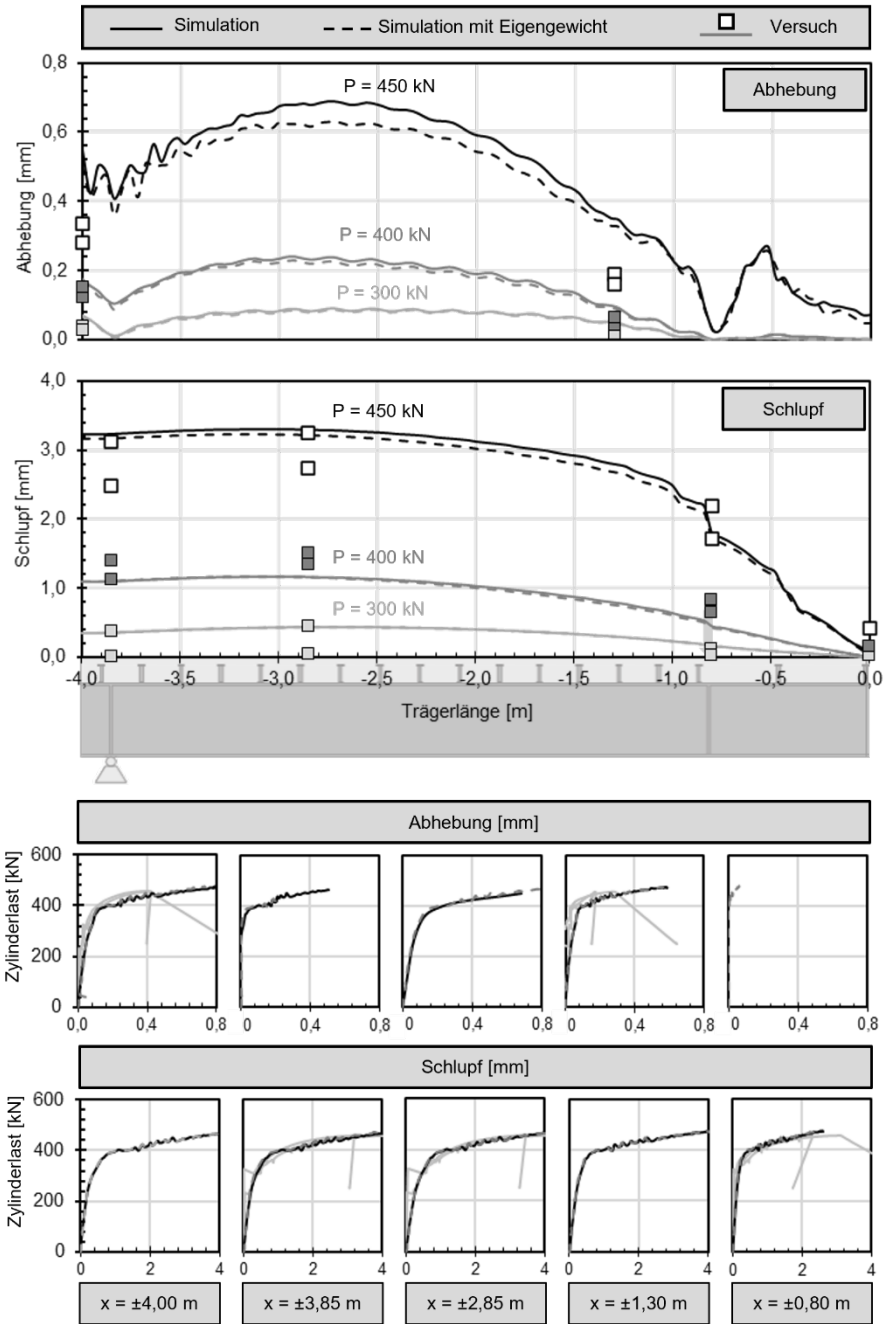 Simulation Simulation mit Eigengewicht Versuch
0,8
P = 450 kN
Abhebung
0,6
Abhebung [mm]
0,4
P = 400 kN
0,2
P = 300 kN
0,0
4,0
P = 450 kN
Schlupf
3,0
Schlupf [mm]
2,0
P = 400 kN
1,0
P = 300 kN
0,0
-4,0 -3,5 -3,0 -2,5 -2,0 -1,5 -1,0 -0,5 0,0
Trägerlänge [m]
Abhebung [mm]
Zylinderlast [kN]
600
400
200
0
0,0 0,4 0,8 0,0 0,4 0,8 0,0 0,4 0,8 0,0 0,4 0,8 0,0 0,4 0,8
Schlupf [mm]
Zylinderlast [kN]
600
400
200
0
0 2 4 0 2 4 0 2 4 0 2 4 0 2 4
x = ±4,00 m x = ±3,85 m x = ±2,85 m x = ±1,30 m x = ±0,80 m